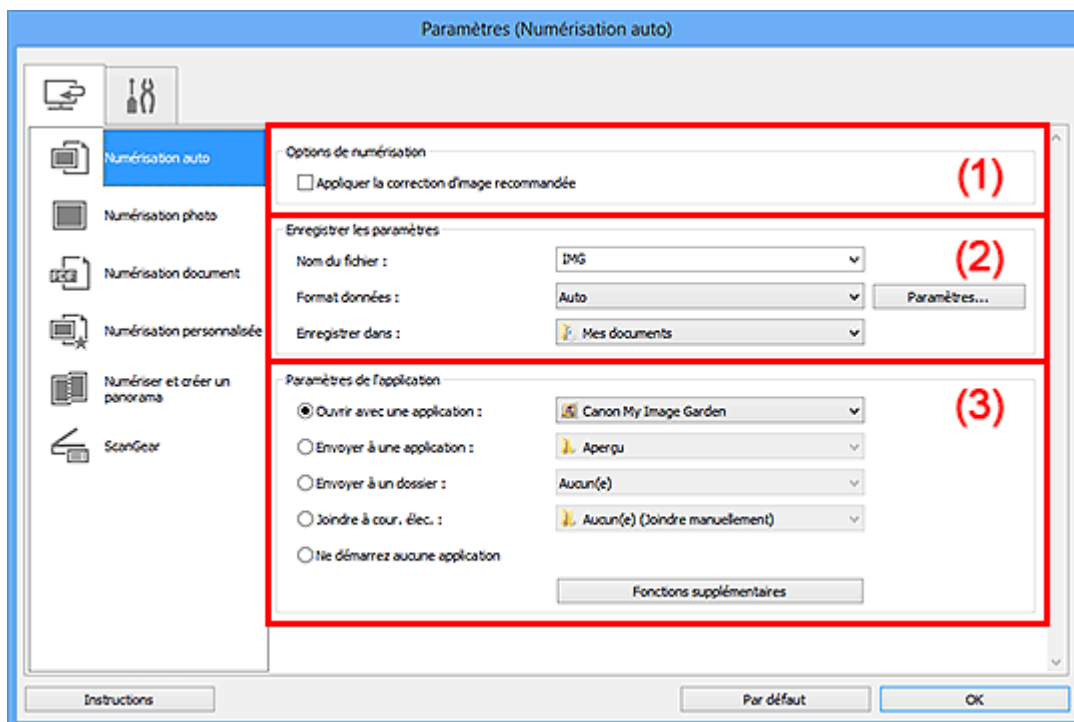 Paramètres (Numérisation auto)
Numérisation auto
Numérisation photo
Numérisation document
Numérisation personnalisée
Numériser et créer un
panorama
ScanGear
Options de numérisation
Appliquer la correction d'image recommandée
(1)
Enregistrer les paramètres
(2)
Nom du fichier : IMG
Format données : Auto Paramètres...
Enregistrer dans : Mes documents
Paramètres de l'application
(3)
Ouvrir avec une application : Canon My Image Garden
Envoyer à une application : Aperçu
Envoyer à un dossier : Aucun(e)
Joindre à cour. élec. : Aucun(e) (Joindre manuellement)
Ne démarrez aucune application
Fonctions supplémentaires
Instructions Par défaut OK